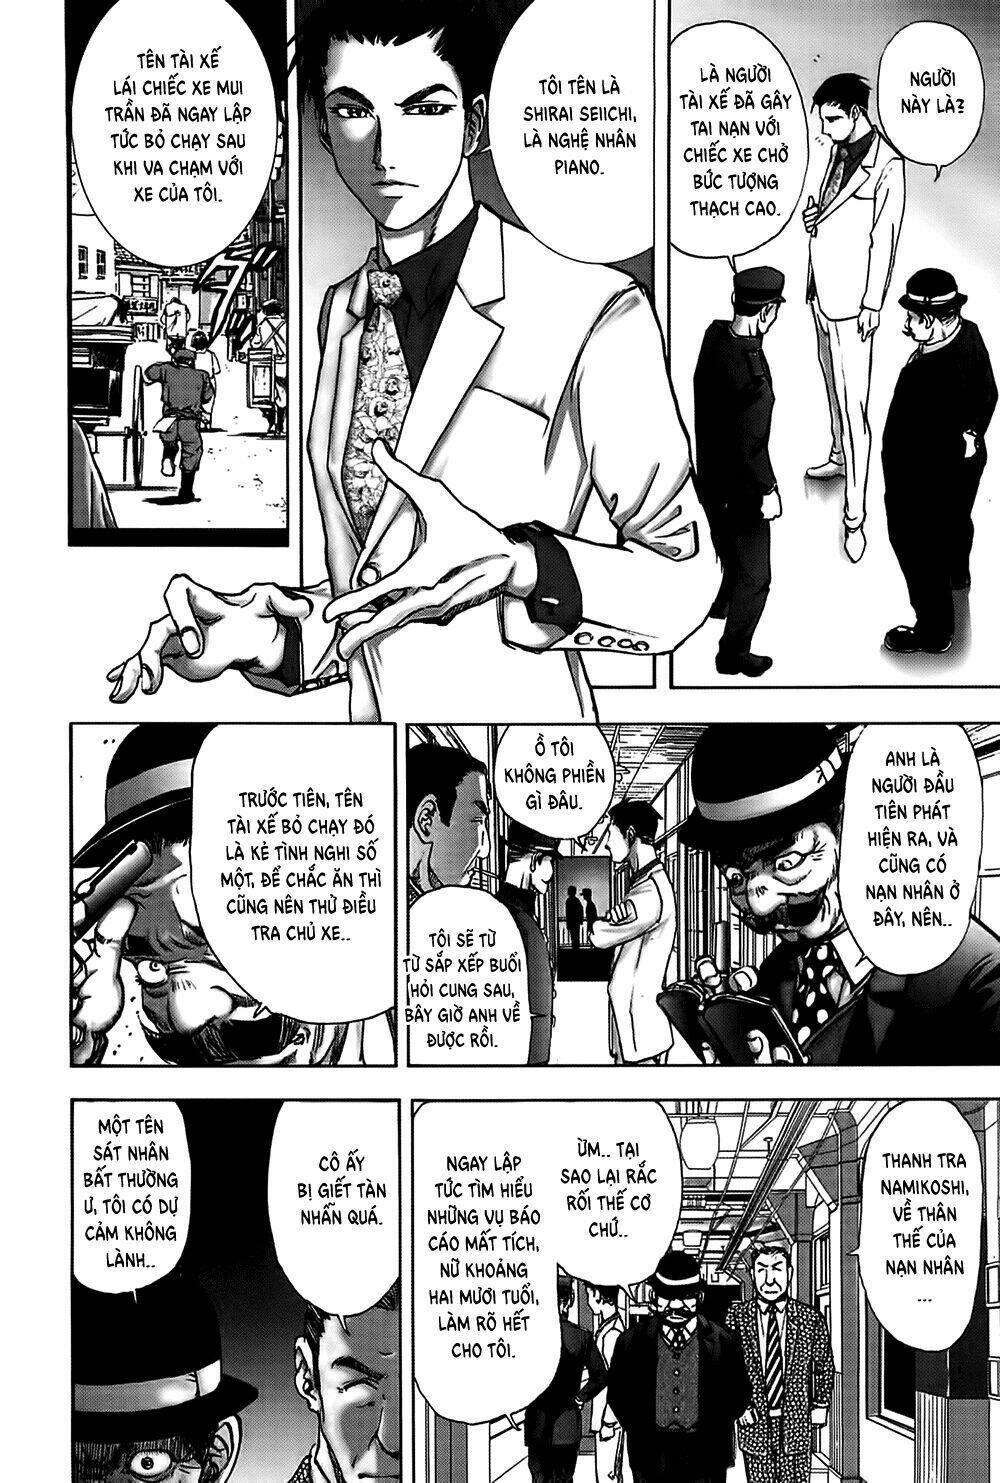 NGƯỜI
NÀY LÀ?
LÀ NGƯỜI
TÀI XẾ ĐÃ GÂY
TAI NẠN VỚI
CHIẾC XE CHỞ
BỨC TƯỢNG
THẠCH CAO.
TÔI TÊN LÀ
SHIRAI SEIICHI,
LÀ NGHỆ NHÂN
PIANO.
TÊN TÀI XẾ
LÁI CHIẾC XE MUI
TRẦN ĐÃ NGAY LẬP
TỨC BỎ CHẠY SAU
KHI VA CHẠM VỚI
XE CỦA TÔI.
ANH LÀ
NGƯỜI ĐẦU
TIÊN PHÁT
HIỆN RA, VÀ
CŨNG CÓ
NẠN NHÂN Ở
ĐÂY, NÊN..
Ồ TÔI
KHÔNG PHIỀN
GÌ ĐÂU.
TÔI SẼ TỪ
TỪ SẮP XẾP BUỔI
HỎI CUNG SAU,
BÂY GIỜ ANH VỀ
ĐƯỢC RỒI.
TRƯỚC TIÊN, TÊN
TÀI XẾ BỎ CHẠY ĐÓ
LÀ KẺ TÌNH NGHI SỐ
MỘT, ĐỂ CHẮC ĂN THÌ
CŨNG NÊN THỬ ĐIỀU
TRA CHỦ XE..
THANH TRA
NAMIKOSHI,
VỀ THÂN
THẾ CỦA
NẠN NHÂN
...
ỪM.. TẠI
SAO LẠI RẮC
RỐI THẾ CƠ
CHỨ..
NGAY LẬP
TỨC TÌM HIỂU
NHỮNG VỤ BÁO
CÁO MẤT TÍCH,
NỮ KHOẢNG
HAI MƯƠI TUỔI,
LÀM RÕ HẾT
CHO TÔI.
CÔ ẤY
BỊ GIẾT TÀN
NHẪN QUÁ.
MỘT TÊN
SÁT NHÂN
BẤT THƯỜNG
Ư, TÔI CÓ DỰ
CẢM KHÔNG
LÀNH..